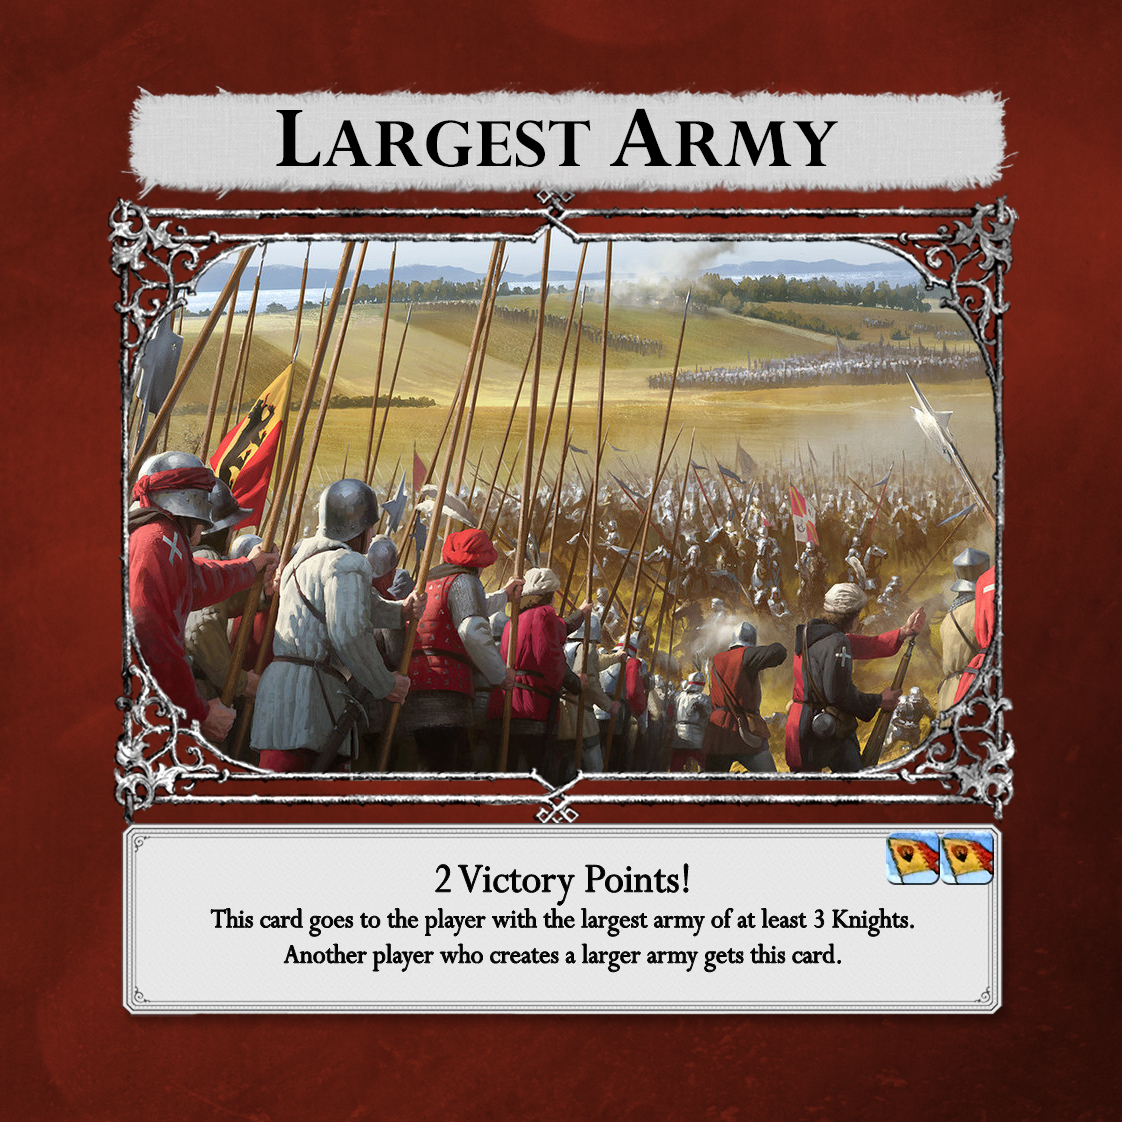 Largest Army
2 Victory Points!
This card goes to the player with the largest army of at least 3 Knights.
Another player who creates a larger army gets this card.